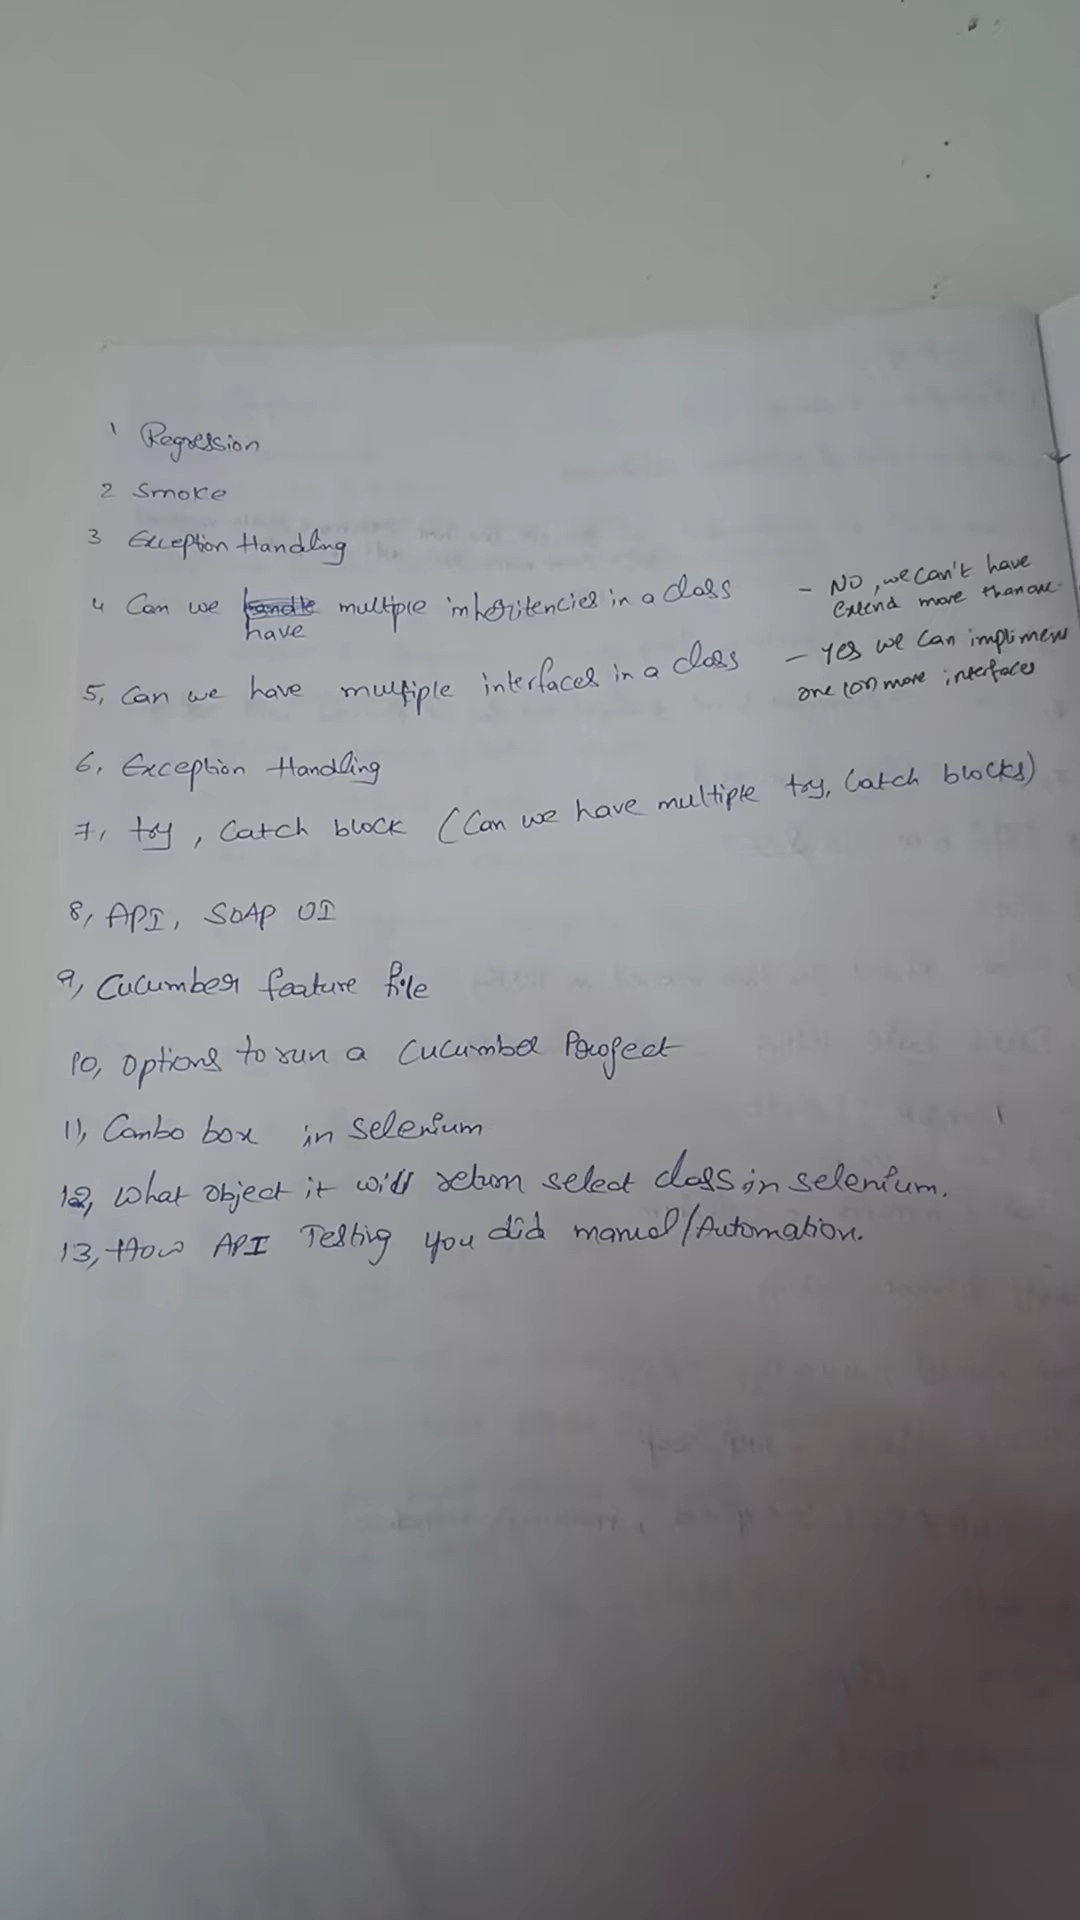 1 Regression
2 Smoke
3 Exception Handling
4 Can we have multiple inheritencies in a class - NO, we can't have
extend more than one.
5, Can we have multiple interfaces in a class - Yes we can implimens
one (or) more interfaces
6, Exception Handling
7, try, Catch block (Can we have multiple try, Catch blocks)
8, API, SOAP UI
9, Cucumber feature file
10, Options to run a Cucumber Project
11, Combo box in selenium
12, What object it will return select class in selenium.
13, How API Testing you did manual/Automation.